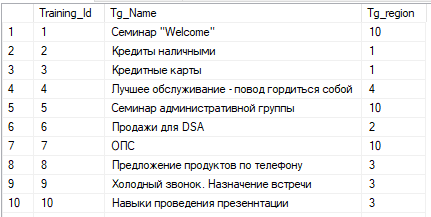 Training_Id Tg_Name Tg_region
1 1 Семинар "Welcome" 10
2 2 Кредиты наличными 1
3 3 Кредитные карты 1
4 4 Лучшее обслуживание - повод гордиться собой 4
5 5 Семинар административной группы 10
6 6 Продажи для DSA 2
7 7 ОПС 10
8 8 Предложение продуктов по телефону 3
9 9 Холодный звонок. Назначение встречи 3
10 10 Навыки проведения презеннтации 3